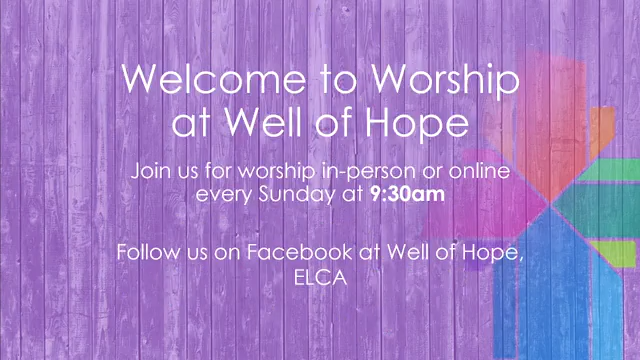 Welcome to Worship
at Well of Hope
Join us for worship in-person or online
every Sunday at 9:30am
Follow us on Facebook at Well of Hope,
ELCA